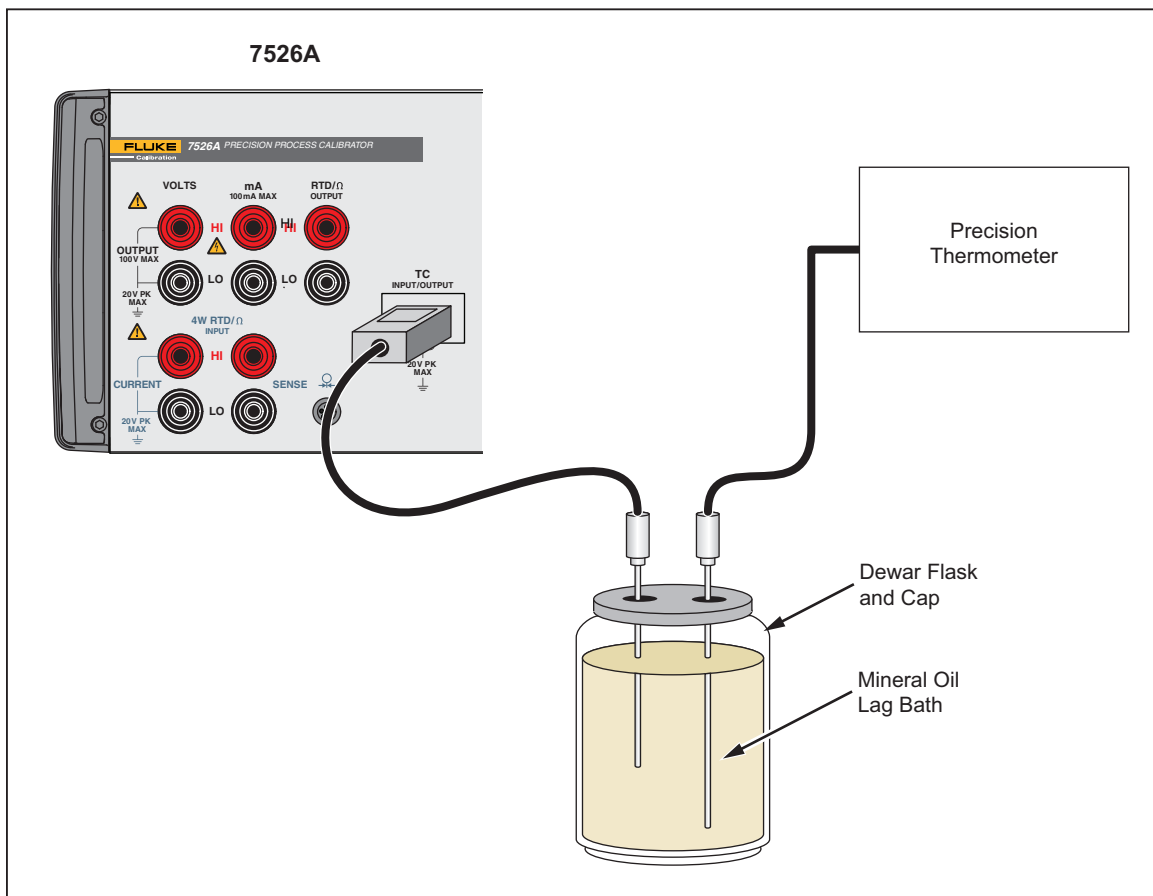 7526A
FLUKE
Calibration
7526A PRECISION PROCESS CALIBRATOR
VOLTS
mA
100mA MAX
RTD/Ω
OUTPUT
HI
HI
HI
OUTPUT
100V MAX
LO
LO
20V PK
MAX
TC
INPUT/OUTPUT
4W RTD/Ω
INPUT
HI
20V PK
MAX
CURRENT
SENSE
LO
20V PK
MAX
Precision
Thermometer
Dewar Flask
and Cap
Mineral Oil
Lag Bath